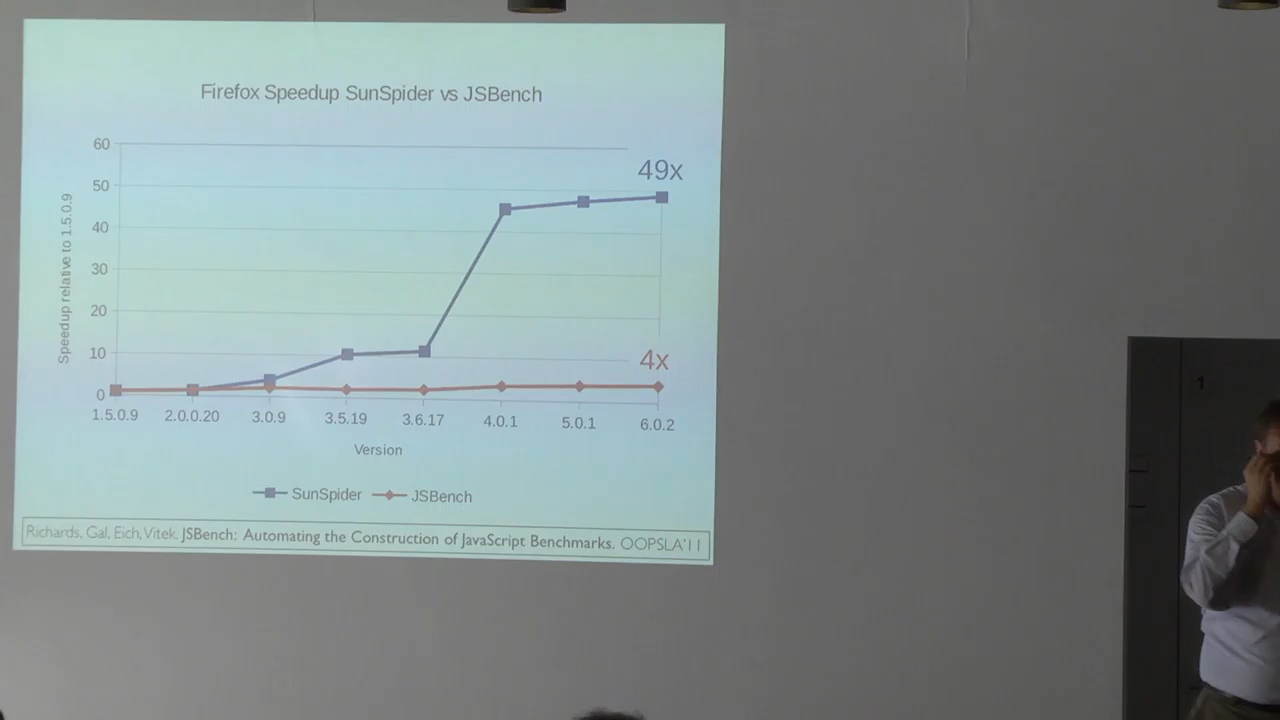 Firefox Speedup SunSpider vs JSBench
60
50
40
30
20
10
0
Speedup relative to 1.5.0.9
49x
4x
1.5.0.9 2.0.0.20 3.0.9 3.5.19 3.6.17 4.0.1 5.0.1 6.0.2
Version
SunSpider JSBench
Richards, Gal, Eich, Vitek. JSBench: Automating the Construction of JavaScript Benchmarks. OOPSLA'11
1